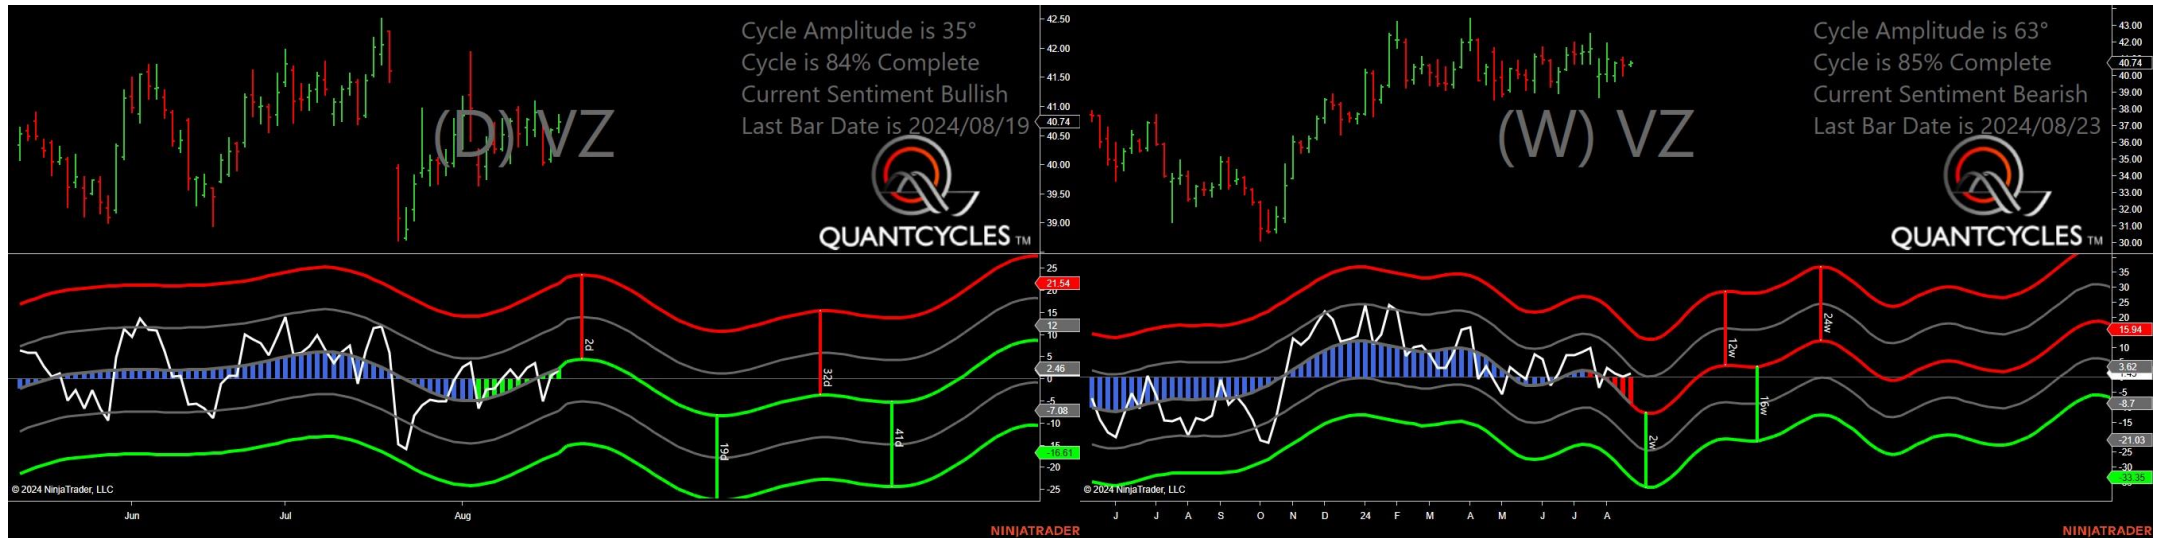 Cycle Amplitude is 35°
Cycle is 84% Complete
Current Sentiment Bullish
Last Bar Date is 2024/08/19
(D) VZ
QUANTCYCLES TM
42.50
42.00
41.50
41.00
40.74
40.50
40.00
39.50
39.00
25
21.54
20
15
12
10
5
2.46
0
-5
-7.08
-10
-15
-16.61
-20
-25
2d
19d
32d
41d
© 2024 NinjaTrader, LLC
Jun Jul Aug
NINJATRADER
Cycle Amplitude is 63°
Cycle is 85% Complete
Current Sentiment Bearish
Last Bar Date is 2024/08/23
(W) VZ
QUANTCYCLES TM
43.00
42.00
40.74
40.00
39.00
38.00
37.00
36.00
35.00
34.00
33.00
32.00
31.00
30.00
35
30
25
20
15.94
10
3.62
-5
-8.7
-15
-21.03
-25
-30
-33.35
2w
12w
16w
24w
© 2024 NinjaTrader, LLC
J J A S O N D 24 F M A M J J A
NINJATRADER